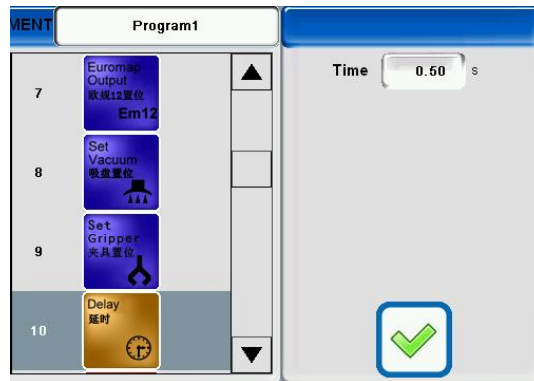 MENT
Program1
7
Euromap
Output
欧规12置位
Em12
8
Set
Vacuum
吸盘置位
9
Set
Gripper
夹具置位
10
Delay
延时
Time 0.50 s